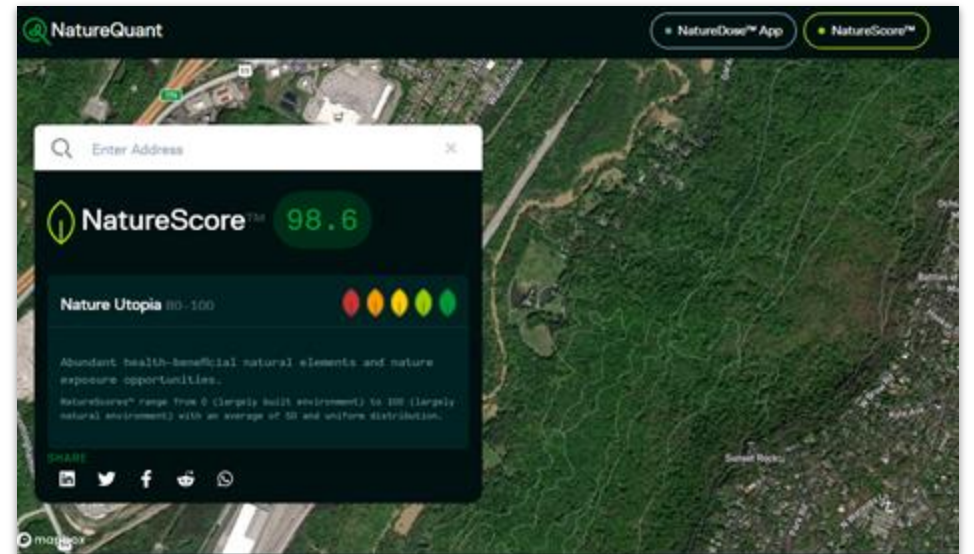 NatureQuant
NatureDose™ App
NatureScore™
Enter Address
NatureScore™ 98.6
Nature Utopia 80-100
Abundant health-beneficial natural elements and nature
exposure opportunities.
NatureScores™ range from 0 (largely built environment) to 100 (largely
natural environment) with an average of 50 and uniform distribution.
SHARE
Sunset Rock
mapbox